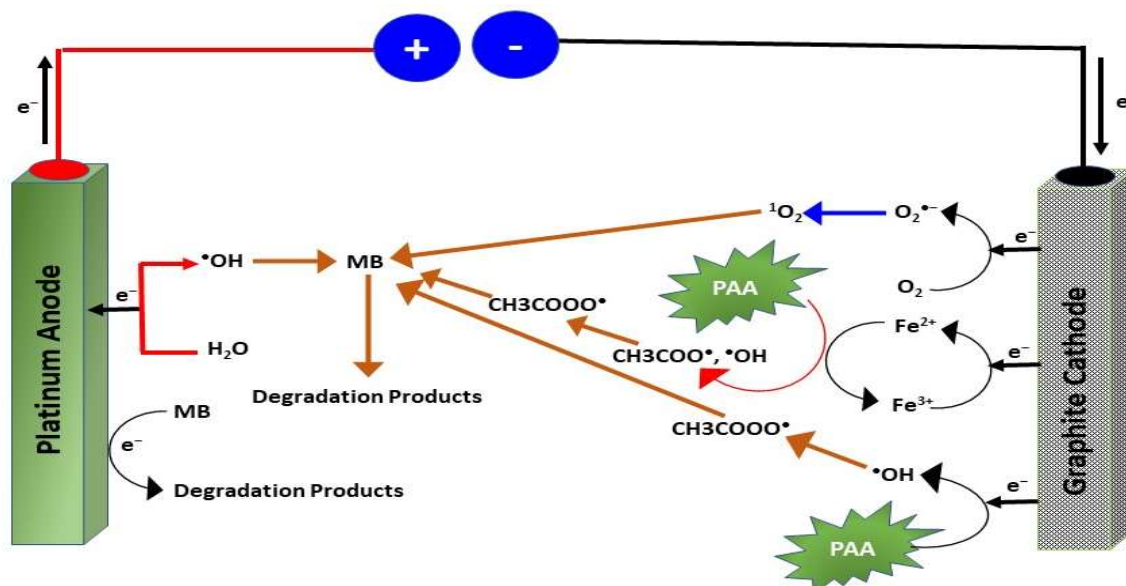 +
-
e⁻
e⁻
Platinum Anode
Graphite Cathode
•OH
MB
e⁻
H₂O
Degradation Products
MB
e⁻
Degradation Products
¹O₂
O₂•⁻
e⁻
O₂
PAA
CH3COOO•
CH3COO•, •OH
Fe²⁺
e⁻
Fe³⁺
CH3COOO•
•OH
e⁻
PAA